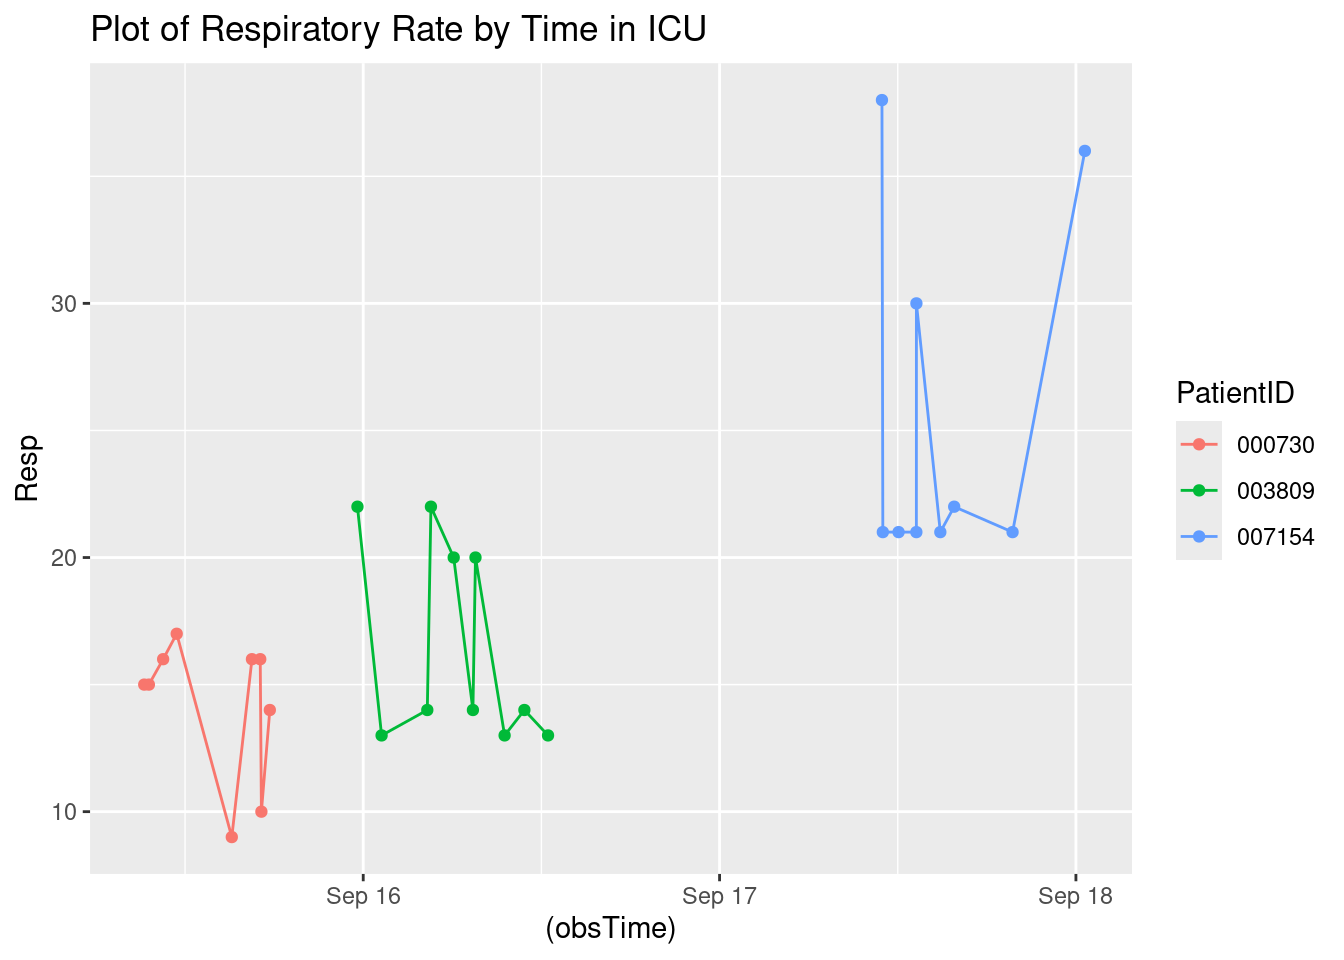 Plot of Respiratory Rate by Time in ICU
Resp
30
20
10
Sep 16
Sep 17
Sep 18
(obsTime)
PatientID
000730
003809
007154